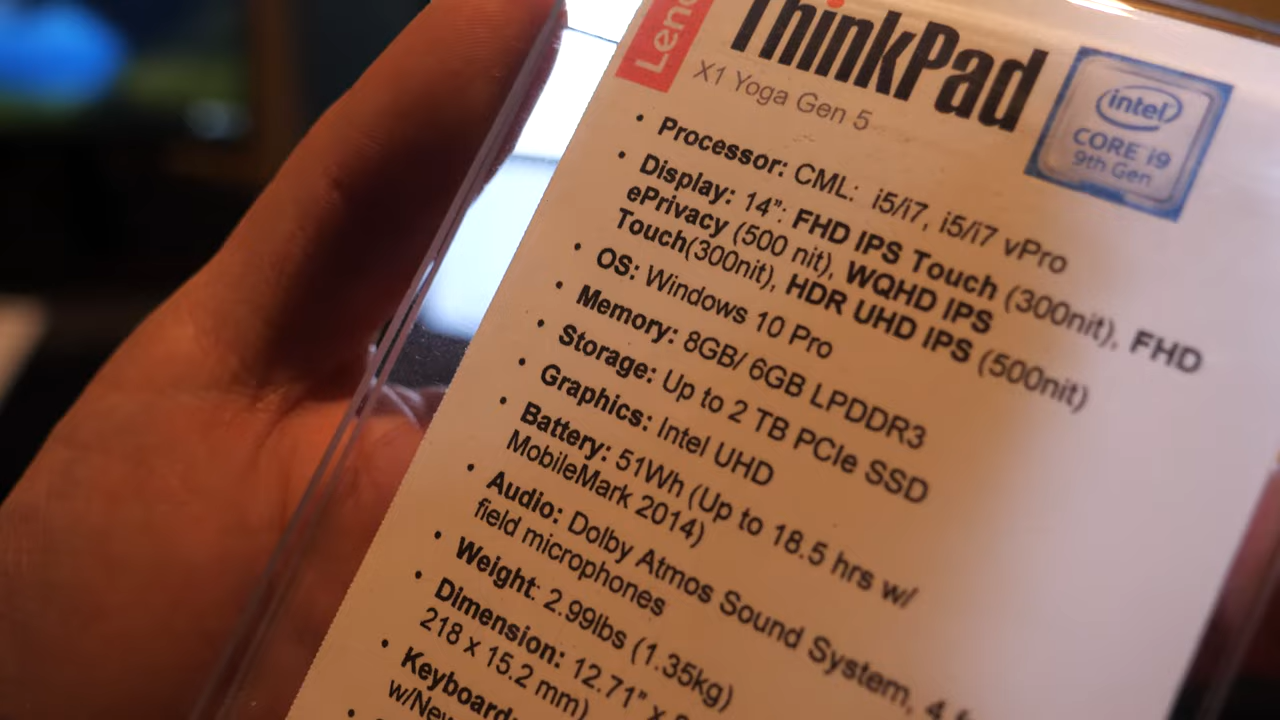 Leno
ThinkPad
X1 Yoga Gen 5
intel
CORE i9
9th Gen
• Processor: CML: i5/i7, i5/i7 vPro
• Display: 14”: FHD IPS Touch (300nit), FHD
ePrivacy (500 nit), WQHD IPS
Touch(300nit), HDR UHD IPS (500nit)
• OS: Windows 10 Pro
• Memory: 8GB/ 6GB LPDDR3
• Storage: Up to 2 TB PCIe SSD
• Graphics: Intel UHD
• Battery: 51Wh (Up to 18.5 hrs w/
MobileMark 2014)
• Audio: Dolby Atmos Sound System, 4 f
field microphones
• Weight: 2.99lbs (1.35kg)
• Dimension: 12.71” x
218 x 15.2 mm)
• Keyboard:
w/New